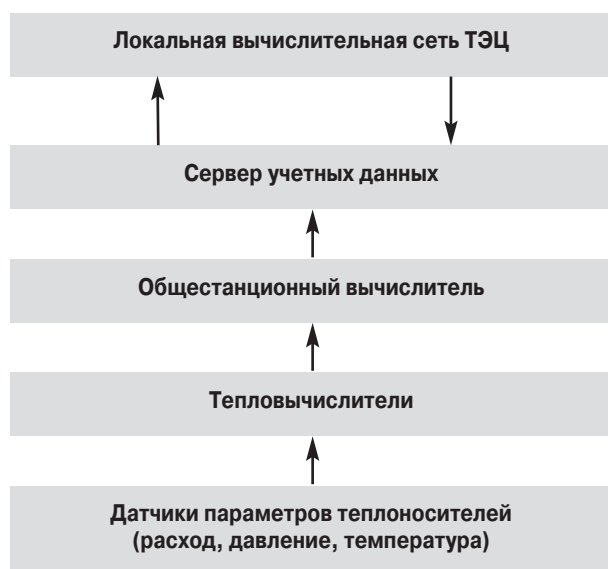 Локальная вычислительная сеть ТЭЦ
Сервер учетных данных
Общестанционный вычислитель
Тепловычислители
Датчики параметров теплоносителей
(расход, давление, температура)